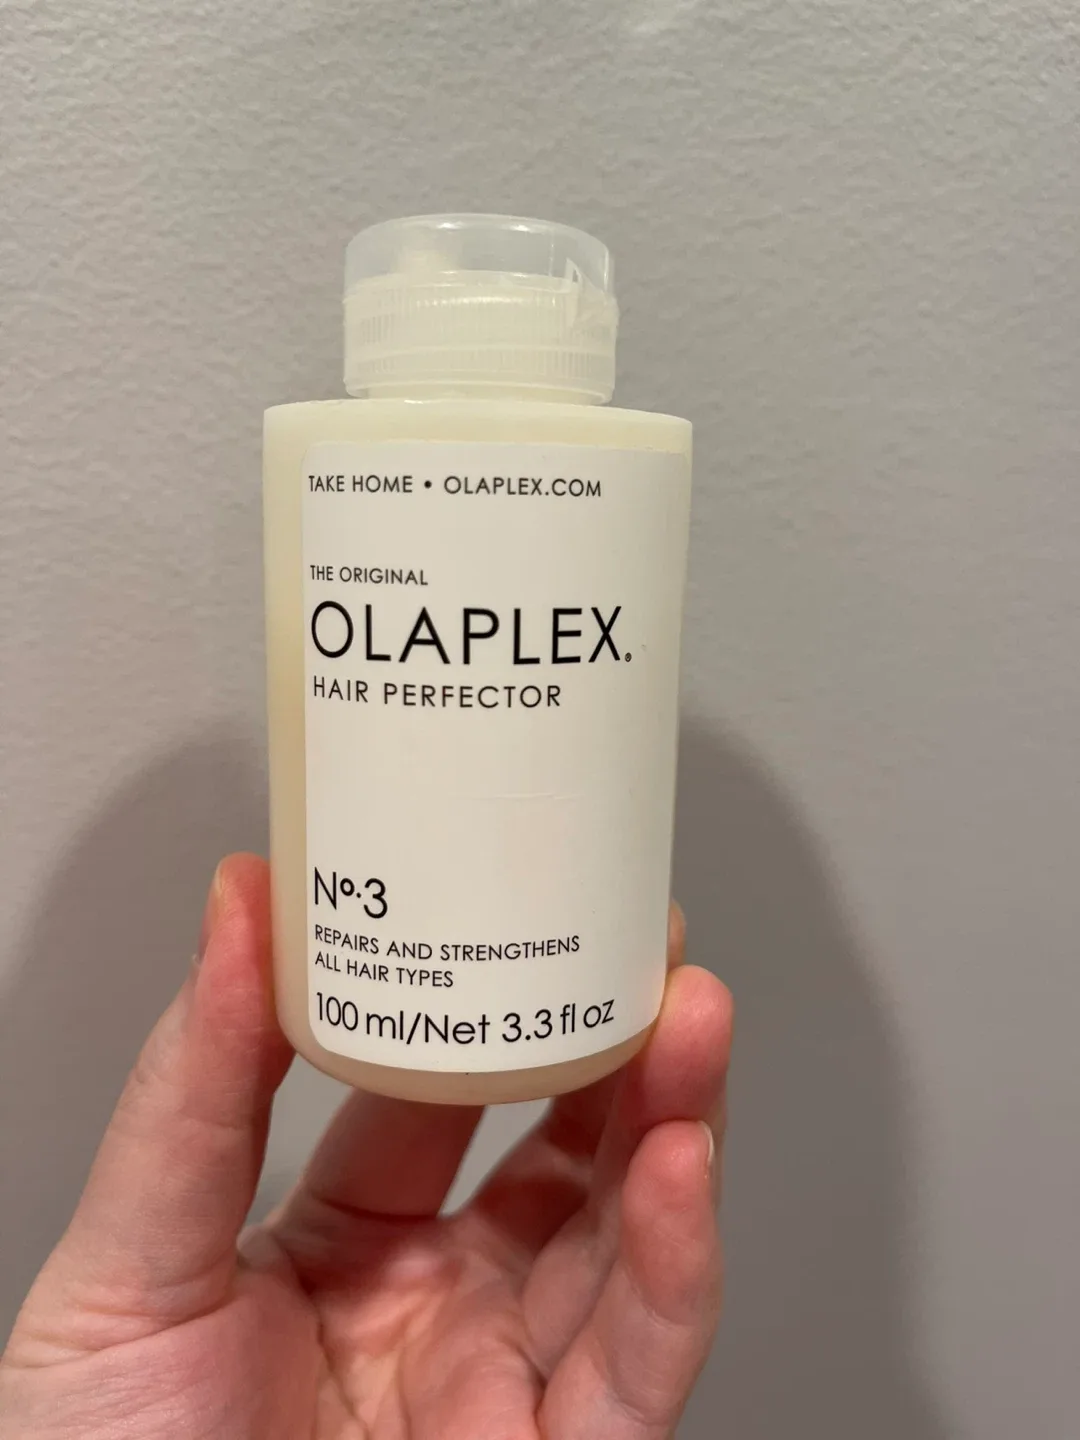 TAKE HOME • OLAPLEX.COM
THE ORIGINAL
OLAPLEX®
HAIR PERFECTOR
Nº.3
REPAIRS AND STRENGTHENS
ALL HAIR TYPES
100 ml/Net 3.3 fl oz